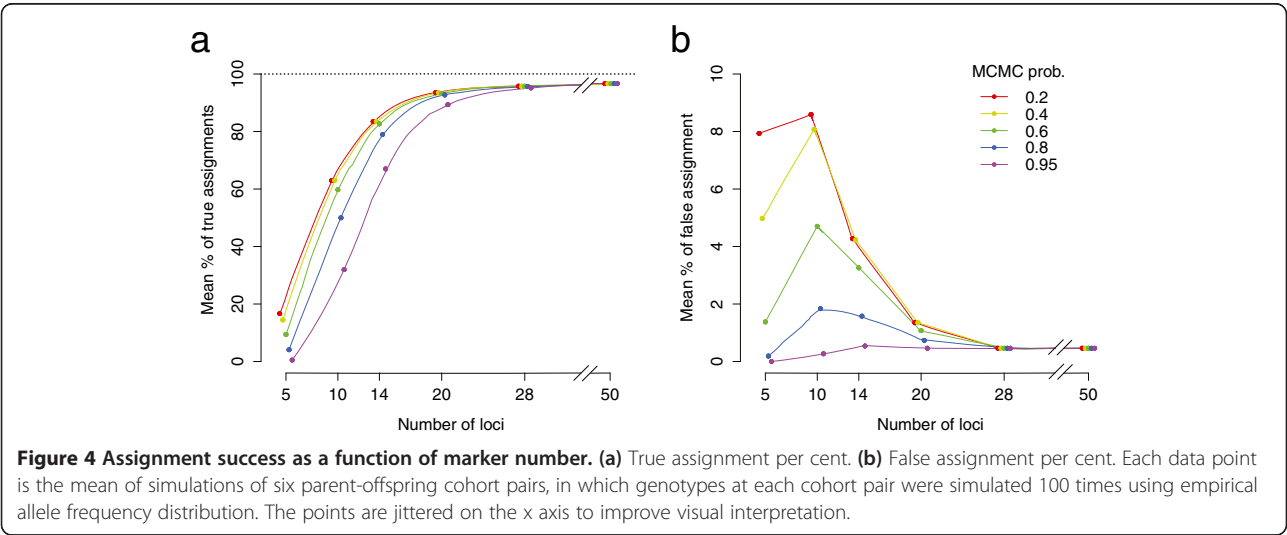 a
Mean % of true assignments
100
80
60
40
20
0
5 10 14 20 28 50
Number of loci
b
Mean % of false assignment
10
8
6
4
2
0
5 10 14 20 28 50
Number of loci
MCMC prob.
0.2
0.4
0.6
0.8
0.95
Figure 4 Assignment success as a function of marker number. (a) True assignment per cent. (b) False assignment per cent. Each data point
is the mean of simulations of six parent-offspring cohort pairs, in which genotypes at each cohort pair were simulated 100 times using empirical
allele frequency distribution. The points are jittered on the x axis to improve visual interpretation.